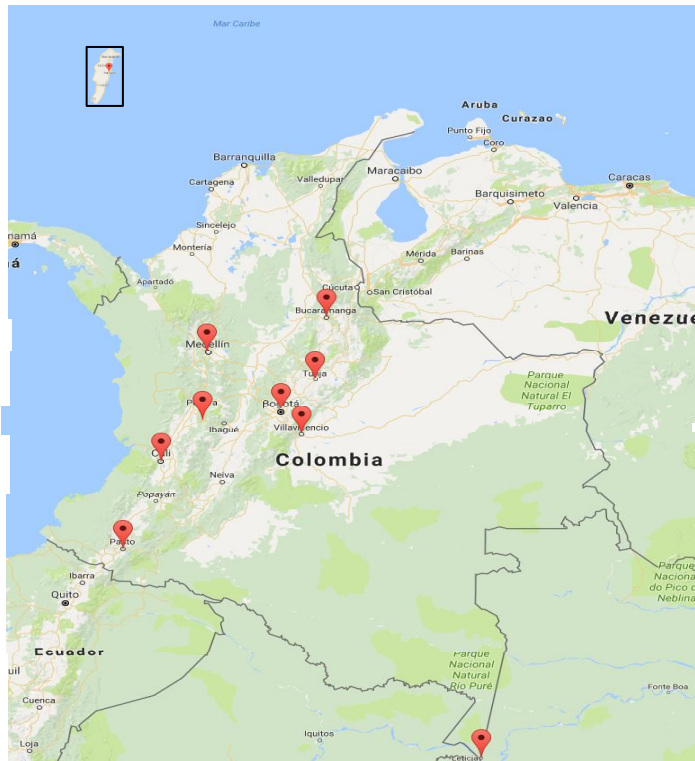 Mar Caribe
Aruba
Curazao
Punto Fijo
Coro
Barranquilla
Maracaibo
Caracas
Cartagena
Valledupar
Barquisimeto
Valencia
Sincelejo
namá
Montería
Mérida
Barinas
á
Apartadó
Cúcuta
San Cristóbal
Bucaramanga
Venezue
Medellín
Tunja
Parque
Nacional
Natural El
Tuparro
Bogotá
Ibagué
Villavicencio
Cali
Colombia
Neiva
Popayán
Pasto
Ibarra
Quito
Parque
Naciona
do Pico d
Neblina
Ecuador
Parque
Nacional
Natural
Río Puré
uil
Fonte Boa
Cuenca
Iquitos
Loja
Leticia